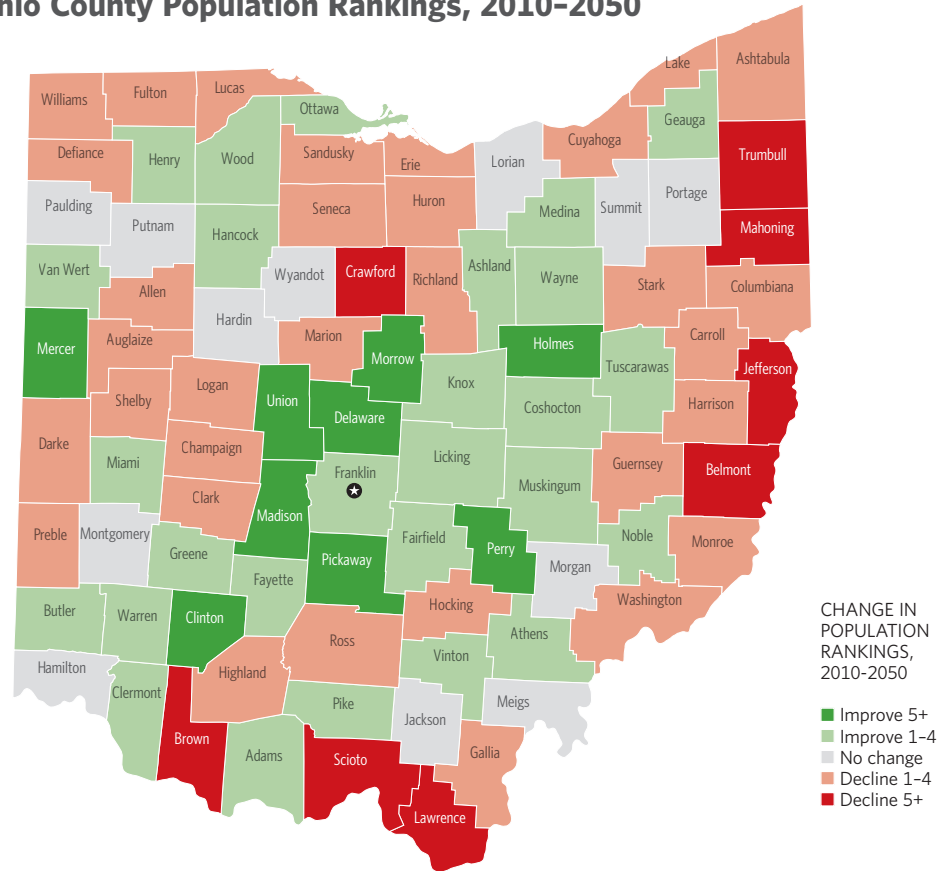 nio County Population Rankings, 2010–2050
Lake
Ashtabula
Williams
Fulton
Lucas
Ottawa
Geauga
Cuyahoga
Defiance
Henry
Wood
Sandusky
Erie
Lorian
Trumbull
Paulding
Putnam
Hancock
Seneca
Huron
Medina
Summit
Portage
Mahoning
Van Wert
Allen
Wyandot
Crawford
Richland
Ashland
Wayne
Stark
Columbiana
Mercer
Auglaize
Hardin
Marion
Morrow
Holmes
Tuscarawas
Carroll
Jefferson
Shelby
Logan
Union
Delaware
Knox
Coshocton
Harrison
Darke
Miami
Champaign
Franklin
Licking
Muskingum
Guernsey
Belmont
Clark
Madison
Preble
Montgomery
Greene
Fayette
Pickaway
Fairfield
Perry
Morgan
Noble
Monroe
Butler
Warren
Clinton
Ross
Hocking
Athens
Washington
Hamilton
Clermont
Highland
Pike
Vinton
Jackson
Meigs
Brown
Adams
Scioto
Gallia
Lawrence
CHANGE IN
POPULATION
RANKINGS,
2010-2050
Improve 5+
Improve 1–4
No change
Decline 1–4
Decline 5+